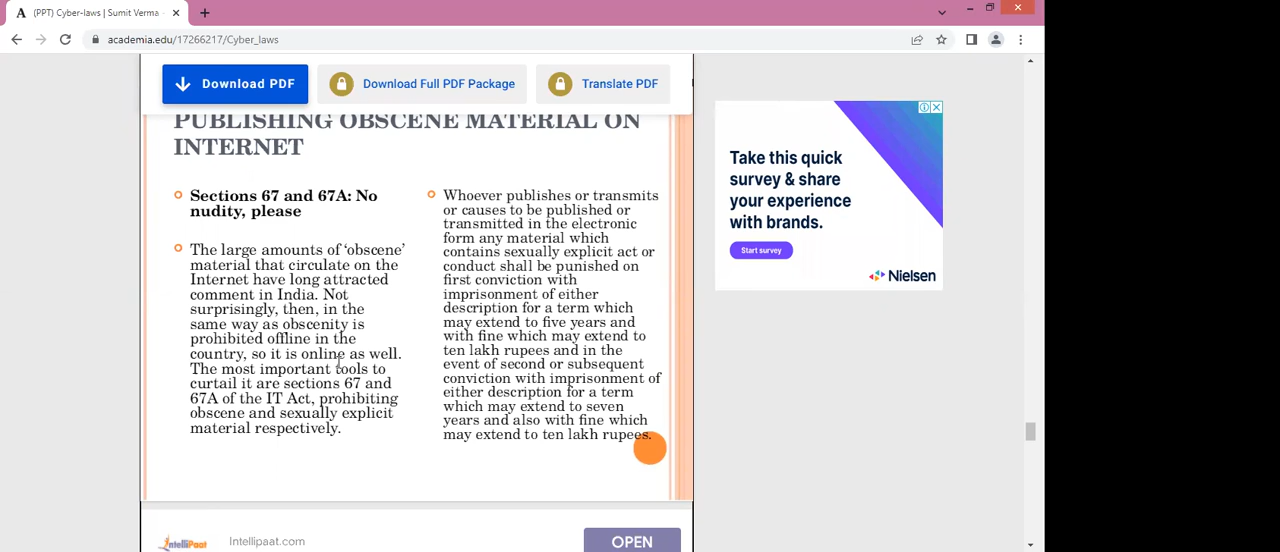 A (PPT) Cyber-laws | Sumit Verma
academia.edu/17266217/Cyber_laws
Download PDF
Download Full PDF Package
Translate PDF
PUBLISHING OBSCENE MATERIAL ON
INTERNET
Sections 67 and 67A: No
nudity, please
The large amounts of ‘obscene’
material that circulate on the
Internet have long attracted
comment in India. Not
surprisingly, then, in the
same way as obscenity is
prohibited offline in the
country, so it is online as well.
The most important tools to
curtail it are sections 67 and
67A of the IT Act, prohibiting
obscene and sexually explicit
material respectively.
Whoever publishes or transmits
or causes to be published or
transmitted in the electronic
form any material which
contains sexually explicit act or
conduct shall be punished on
first conviction with
imprisonment of either
description for a term which
may extend to five years and
with fine which may extend to
ten lakh rupees and in the
event of second or subsequent
conviction with imprisonment of
either description for a term
which may extend to seven
years and also with fine which
may extend to ten lakh rupees.
Take this quick
survey & share
your experience
with brands.
Start survey
Nielsen
IntelliPaat
Intellipaat.com
OPEN